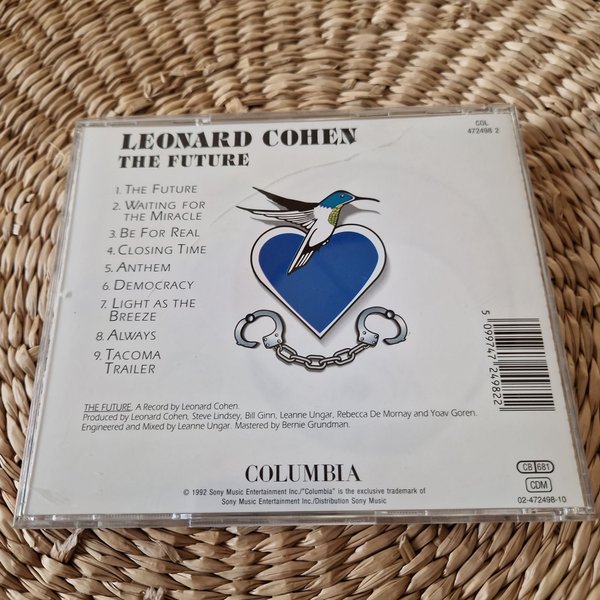 LEONARD COHEN
THE FUTURE
COL
472498 2
1. THE FUTURE
2. WAITING FOR
THE MIRACLE
3. BE FOR REAL
4. CLOSING TIME
5. ANTHEM
6. DEMOCRACY
7. LIGHT AS THE
BREEZE
8. ALWAYS
9. TACOMA
TRAILER
5 099747 249822
THE FUTURE, A Record by Leonard Cohen.
Produced by Leonard Cohen, Steve Lindsey, Bill Ginn, Leanne Ungar, Rebecca De Mornay and Yoav Goren.
Engineered and Mixed by Leanne Ungar. Mastered by Bernie Grundman.
COLUMBIA
© 1992 Sony Music Entertainment Inc./"Columbia" is the exclusive trademark of
Sony Music Entertainment Inc./Distribution Sony Music
CB 681
CDM
02-472498-10